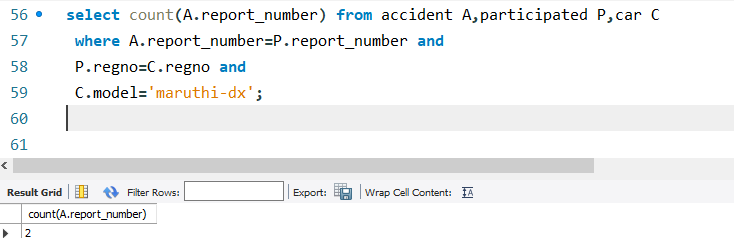 56 select count(A.report_number) from accident A,participated P,car C
57 where A.report_number=P.report_number and
58 P.regno=C.regno and
59 C.model='maruthi-dx';
60
61
Result Grid Filter Rows: Export: Wrap Cell Content:
count(A.report_number)
2